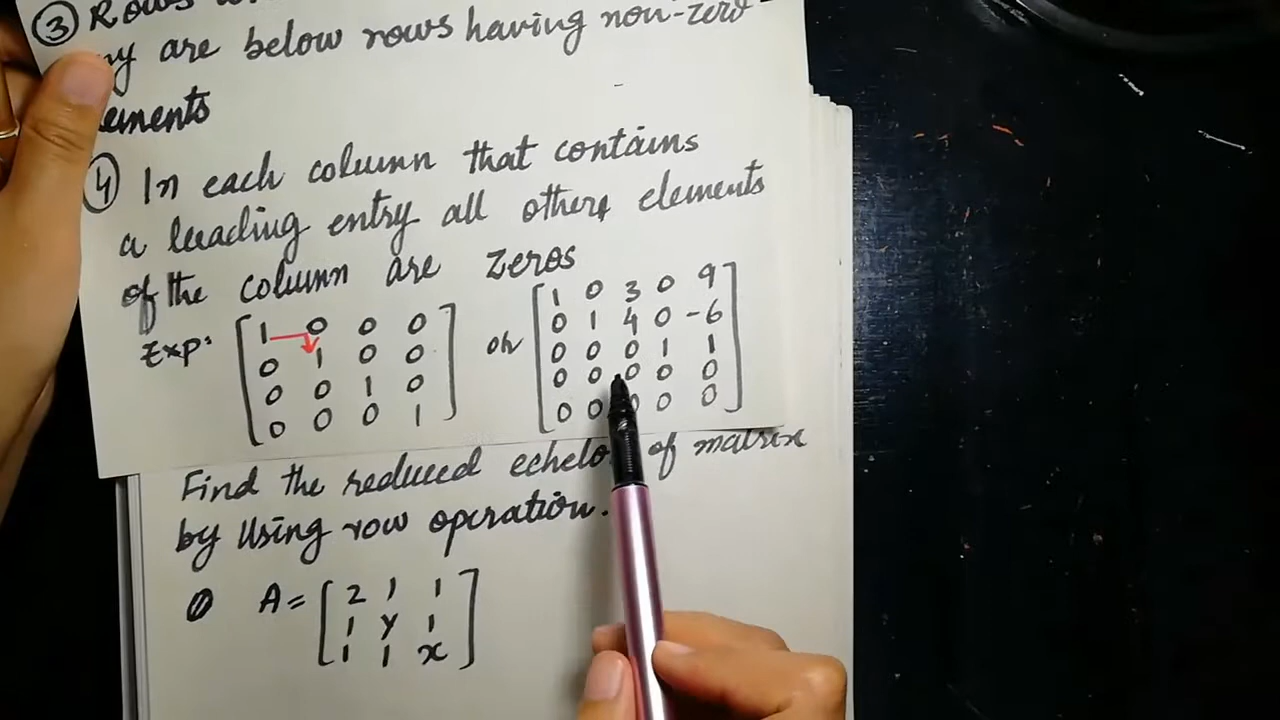 ③ Rows
are below rows having non-zero
ements
④ In each column that contains
a leading entry all other elements
of the column are zeros
Exp: [1 0 0 0 or [1 0 3 0 9
0 1 0 0 0 1 4 0 -6
0 0 1 0 0 0 0 1 1
0 0 0 1] 0 0 0 0 0
0 0 0 0 0]
Find the reduced echelo of matrix
by Using row operation.
A = [2 1 1
1 y 1
1 1 x]